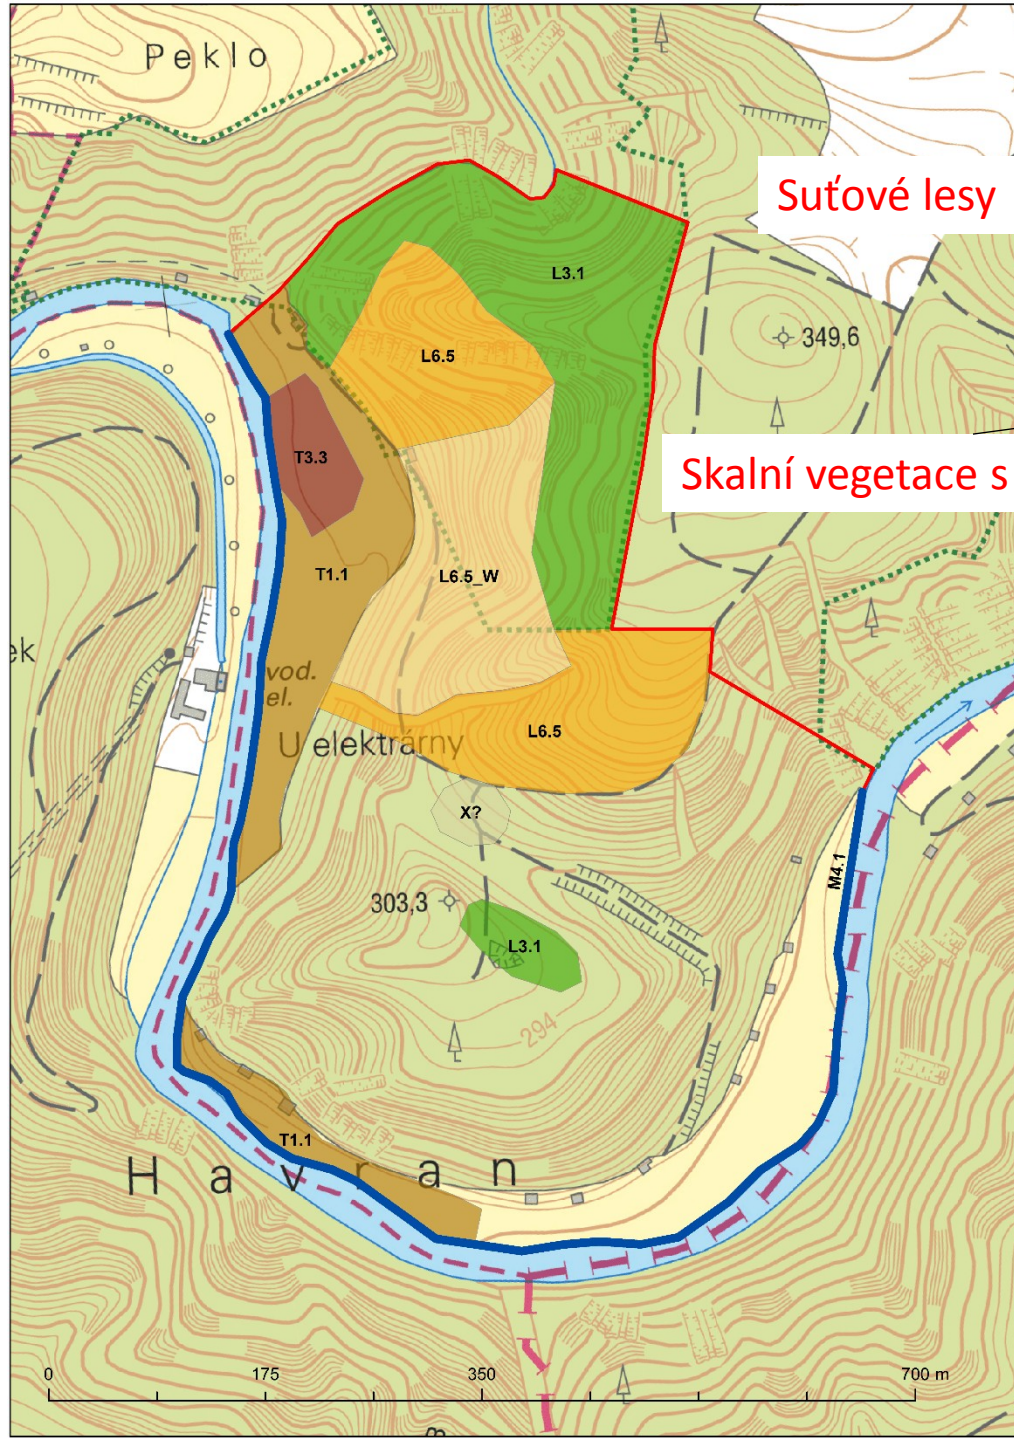 Peklo
Suťové lesy
L3.1
349,6
L6.5
Skalní vegetace s
T3.3
T1.1
L6.5_W
ek
vod.
el.
L6.5
U elektrárny
X?
M4.1
303,3
L3.1
294
T1.1
Havran
0 175 350 700 m